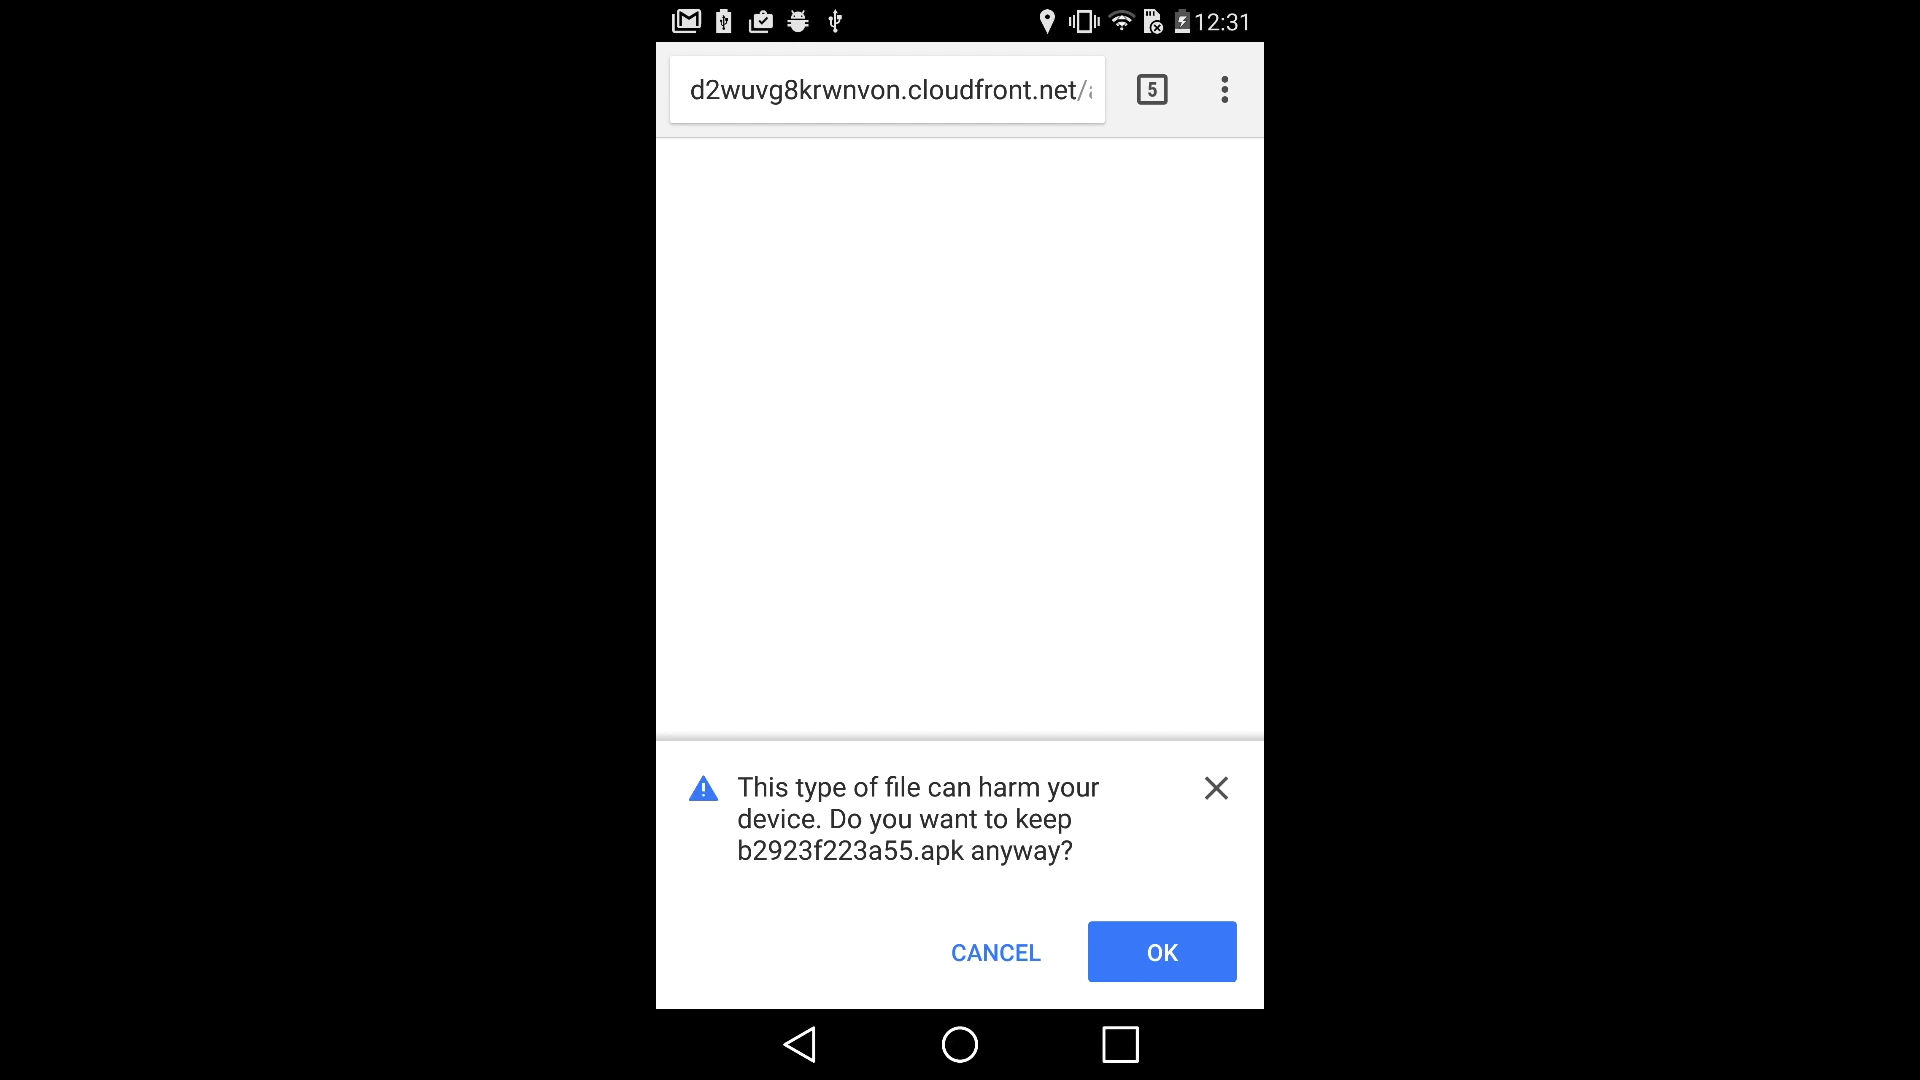 12:31
d2wuvg8krwnvon.cloudfront.net/
5
This type of file can harm your
device. Do you want to keep
b2923f223a55.apk anyway?
CANCEL
OK